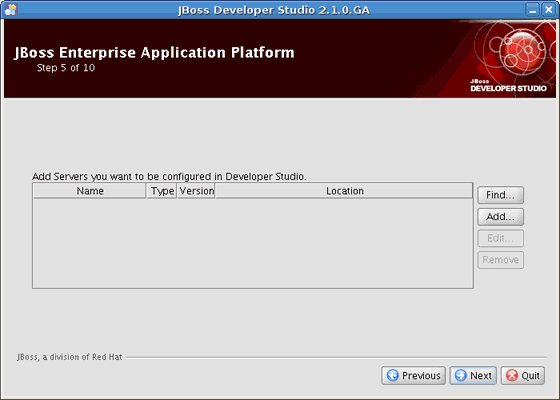 JBoss Developer Studio 2.1.0.GA
JBoss Enterprise Application Platform
Step 5 of 10
JBoss
DEVELOPER STUDIO
Add Servers you want to be configured in Developer Studio.
Name Type Version Location
Find...
Add...
Edit...
Remove
JBoss, a division of Red Hat
Previous Next Quit